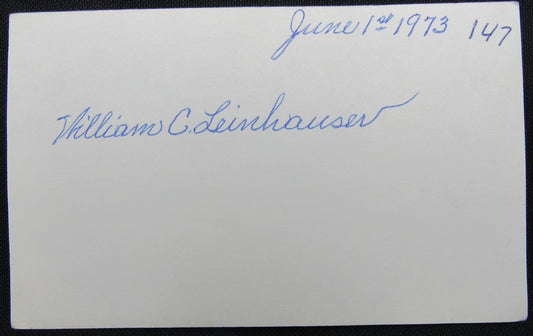 June 1st 1973 147
William C. Leinhauser